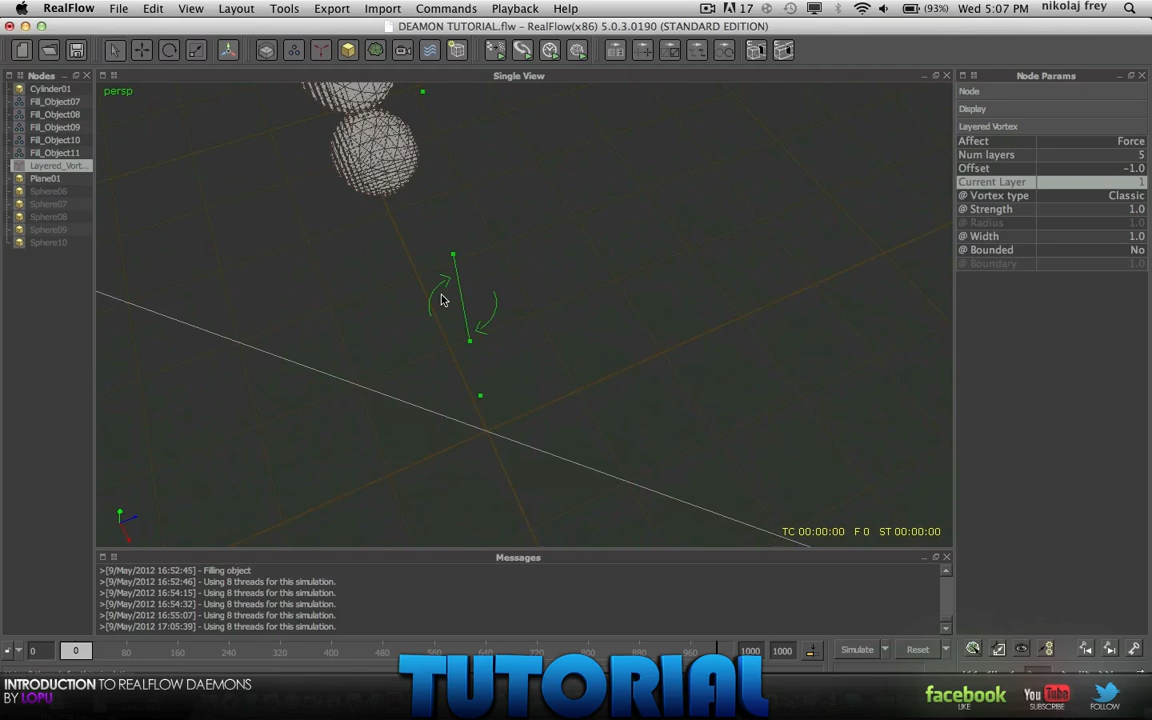 RealFlow File Edit View Layout Tools Import Export Import Commands Playback Help 17 (93%) Wed 5:07 PM nikolaj frey
DEAMON TUTORIAL.flw – RealFlow(x86) 5.0.3.0190 (STANDARD EDITION)
Nodes
Cylinder01
Fill_Object07
Fill_Object08
Fill_Object09
Fill_Object10
Fill_Object11
Layered_Vort...
Plane01
Sphere06
Sphere07
Sphere08
Sphere09
Sphere10
Single View
persp
TC 00:00:00 F 0 ST 00:00:00
Node Params
Node
Display
Layered Vortex
Affect Force
Num layers 5
Offset -1.0
Current Layer 1
@ Vortex type Classic
@ Strength 1.0
@ Radius 1.0
@ Width 1.0
@ Bounded No
@ Boundary 1.0
Messages
>[9/May/2012 16:52:45] - Filling object
>[9/May/2012 16:52:46] - Using 8 threads for this simulation.
>[9/May/2012 16:54:15] - Using 8 threads for this simulation.
>[9/May/2012 16:54:32] - Using 8 threads for this simulation.
>[9/May/2012 16:55:07] - Using 8 threads for this simulation.
>[9/May/2012 17:05:39] - Using 8 threads for this simulation.
0 0 80 160 240 320 400 480 560 640 720 800 880 960 1000 1000 Simulate Reset
INTRODUCTION TO REALFLOW DAEMONS
BY LOPU
TUTORIAL
facebook
LIKE
YouTube
SUBSCRIBE
FOLLOW